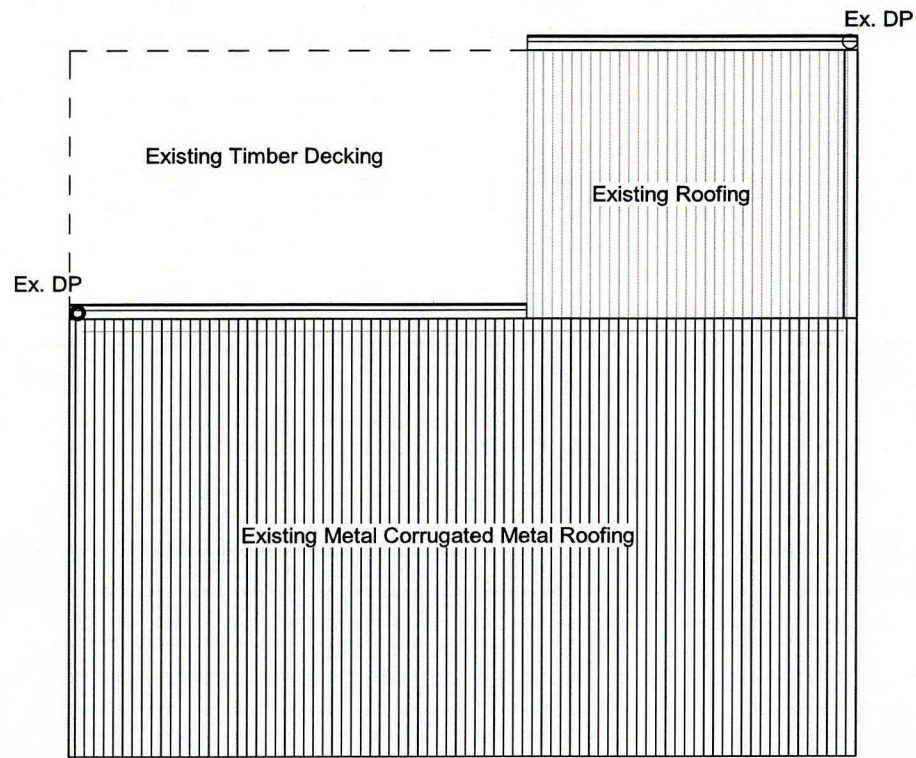 Ex. DP
Existing Timber Decking
Existing Roofing
Ex. DP
Existing Metal Corrugated Metal Roofing